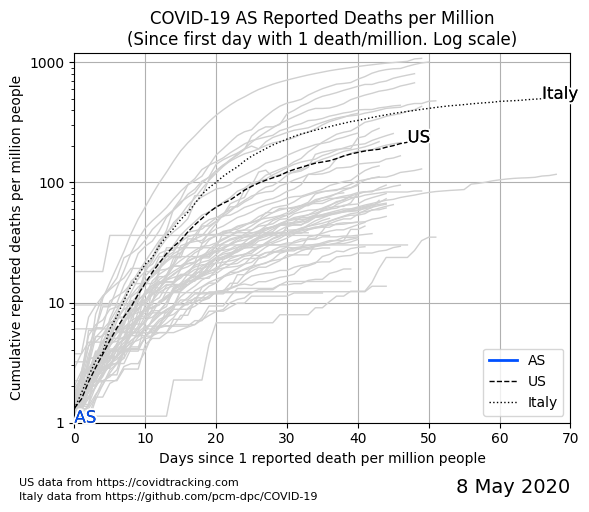 COVID-19 AS Reported Deaths per Million
(Since first day with 1 death/million. Log scale)
Cumulative reported deaths per million people
1000
100
10
1
Italy
US
AS
AS
US
Italy
0 10 20 30 40 50 60 70
Days since 1 reported death per million people
US data from https://covidtracking.com
Italy data from https://github.com/pcm-dpc/COVID-19
8 May 2020